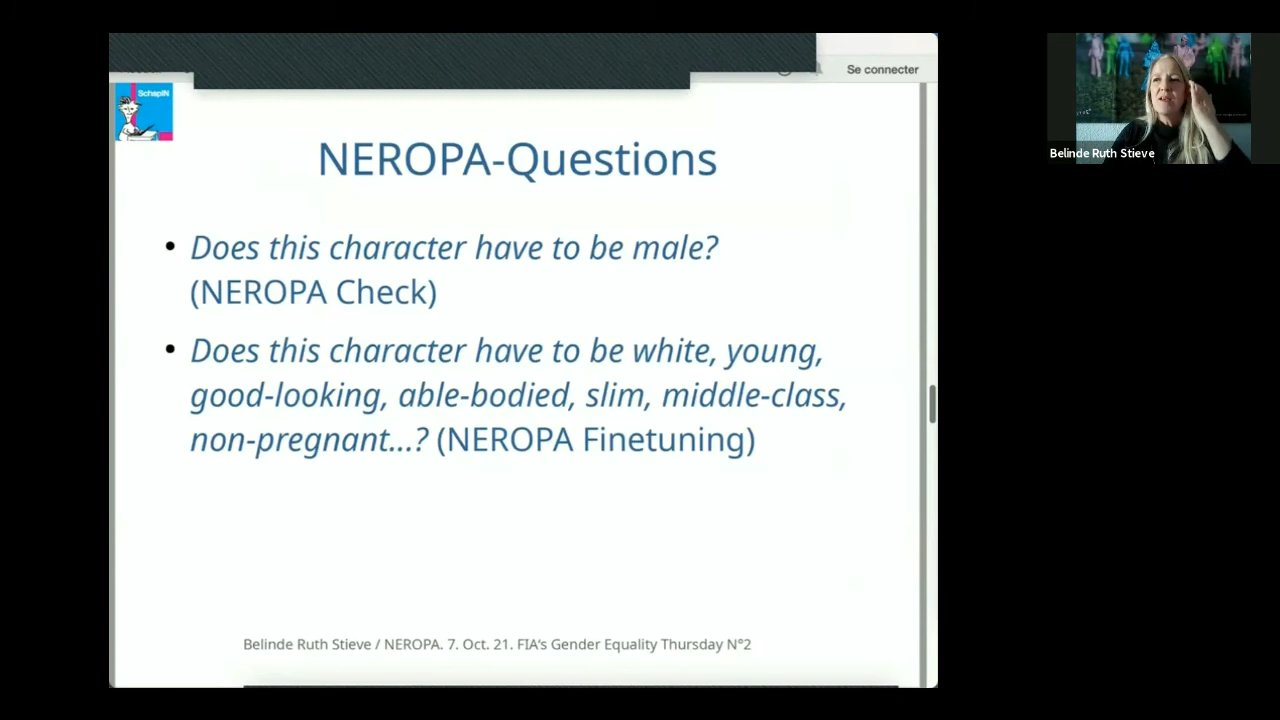 Se connecter
SchspIN
NEROPA-Questions
• Does this character have to be male?
(NEROPA Check)
• Does this character have to be white, young,
good-looking, able-bodied, slim, middle-class,
non-pregnant...? (NEROPA Finetuning)
Belinde Ruth Stieve / NEROPA. 7. Oct. 21. FIA's Gender Equality Thursday N°2
Belinde Ruth Stieve